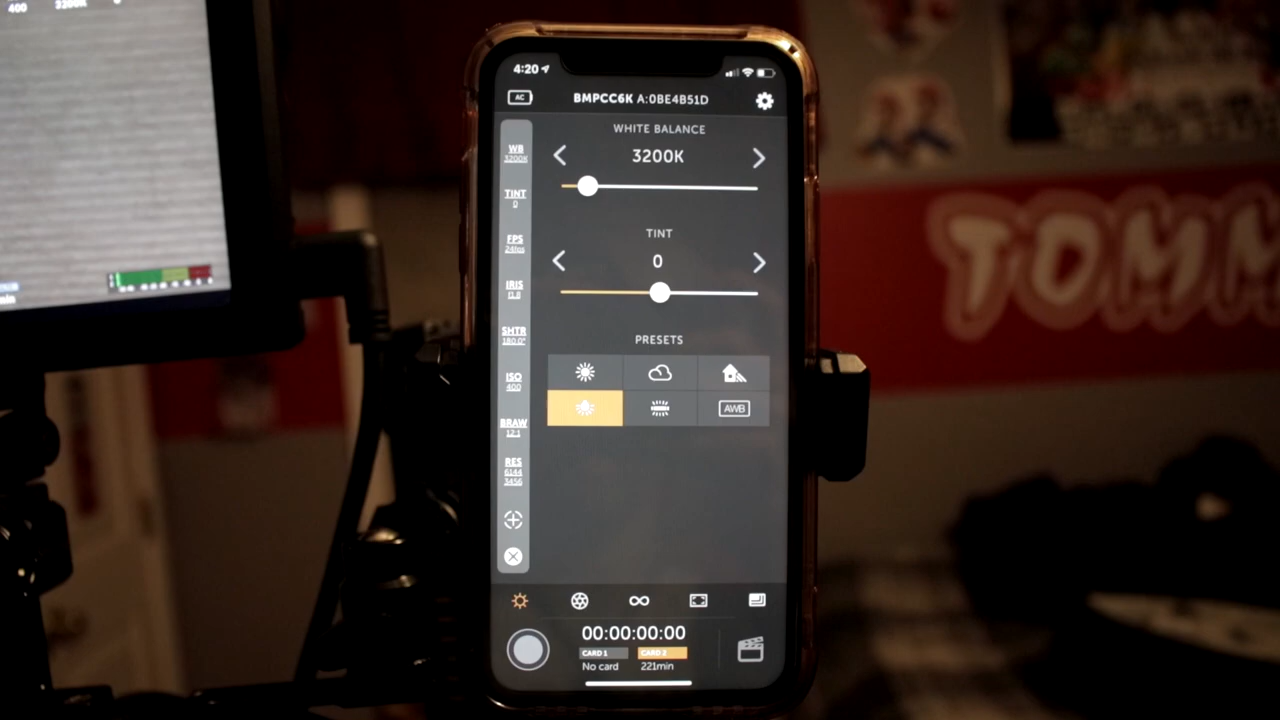 400
3200K
0
4:20
AC
BMPCC6K A:0BE4B51D
WHITE BALANCE
3200K
TINT
0
PRESETS
AWB
WB
3200K
TINT
0
FPS
24fps
IRIS
f1.8
SHTR
180.0°
ISO
400
BRAW
12:1
RES
6144
3456
00:00:00:00
CARD 1
CARD 2
No card
221min
TOMM